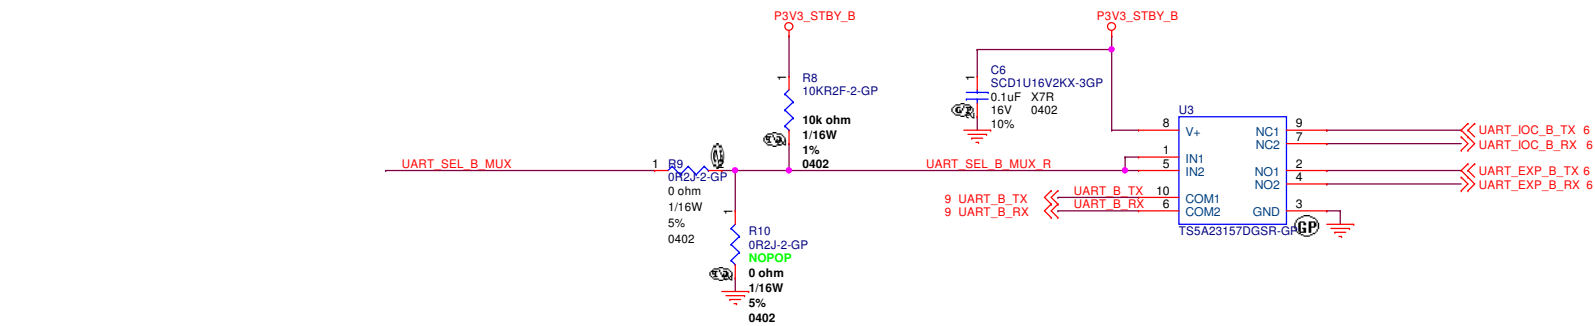 P3V3_STBY_B
P3V3_STBY_B
1
R8
10KR2F-2-GP
10k ohm
1/16W
1%
0402
1
C6
SCD1U16V2KX-3GP
0.1uF X7R
16V 0402
10%
UART_SEL_B_MUX
1
R9
0R2J-2-GP
0 ohm
1/16W
5%
0402
UART_SEL_B_MUX_R
1
R10
0R2J-2-GP
NOPOP
0 ohm
1/16W
5%
0402
U3
8 V+
1 IN1
5 IN2
10 COM1
6 COM2
NC1 9
NC2 7
NO1 2
NO2 4
GND 3
TS5A23157DGSR-GP
GP
9 UART_B_TX
9 UART_B_RX
UART_B_TX
UART_B_RX
UART_IOC_B_TX 6
UART_IOC_B_RX 6
UART_EXP_B_TX 6
UART_EXP_B_RX 6